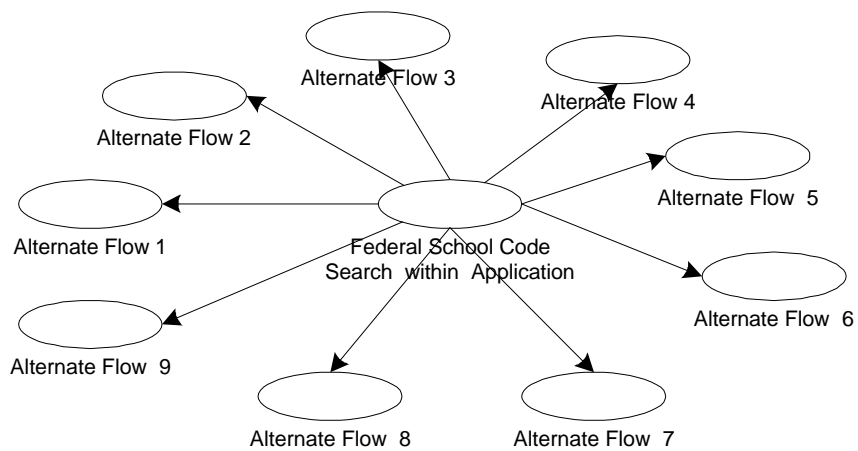 Alternate Flow 3
Alternate Flow 4
Alternate Flow 2
Alternate Flow 5
Alternate Flow 1
Federal School Code
Search within Application
Alternate Flow 6
Alternate Flow 9
Alternate Flow 8
Alternate Flow 7